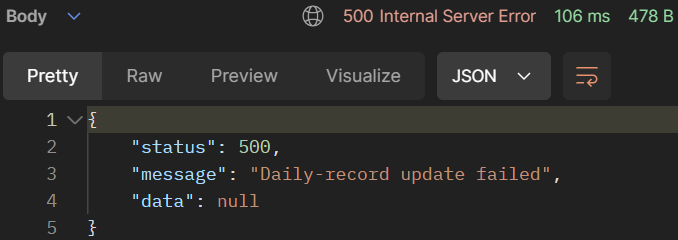 Body 500 Internal Server Error 106 ms 478 B
Pretty Raw Preview Visualize JSON
1 {
2 "status": 500,
3 "message": "Daily-record update failed",
4 "data": null
5 }